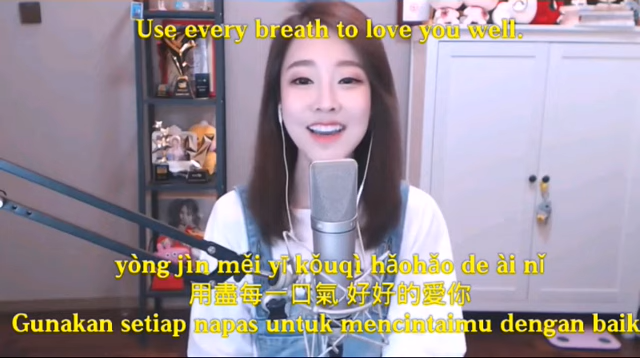 Use every breath to love you well.
yòng jìn měi yī kǒuqì hǎohǎo de ài nǐ
用盡每一口氣 好好的愛你
Gunakan setiap napas untuk mencintaimu dengan baik